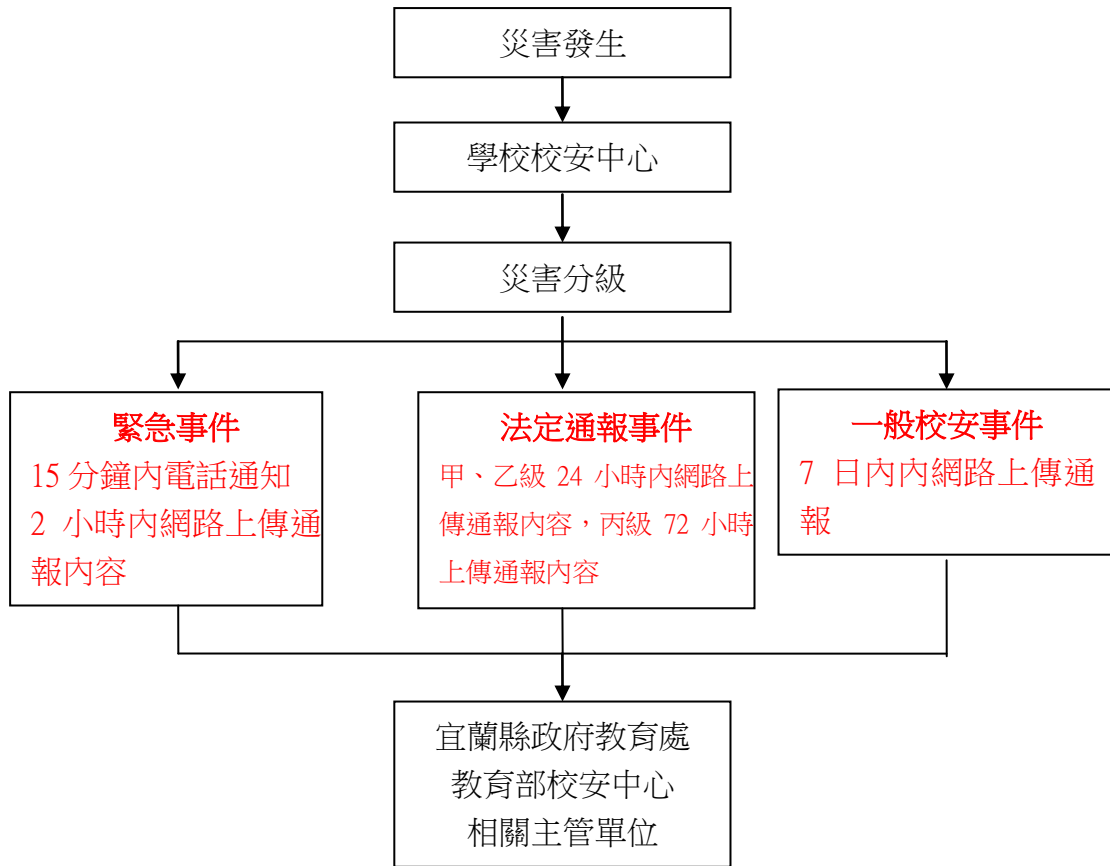 災害發生
學校校安中心
災害分級
緊急事件
15 分鐘內電話通知
2 小時內網路上傳通
報內容
法定通報事件
甲、乙級 24 小時內網路上
傳通報內容，丙級 72 小時
上傳通報內容
一般校安事件
7 日內內網路上傳通
報
宜蘭縣政府教育處
教育部校安中心
相關主管單位